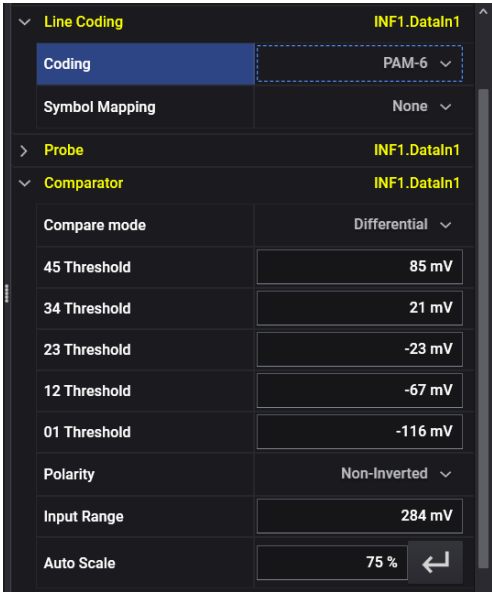 Line Coding INF1.DataIn1
Coding PAM-6
Symbol Mapping None
Probe INF1.DataIn1
Comparator INF1.DataIn1
Compare mode Differential
45 Threshold 85 mV
34 Threshold 21 mV
23 Threshold -23 mV
12 Threshold -67 mV
01 Threshold -116 mV
Polarity Non-Inverted
Input Range 284 mV
Auto Scale 75 %